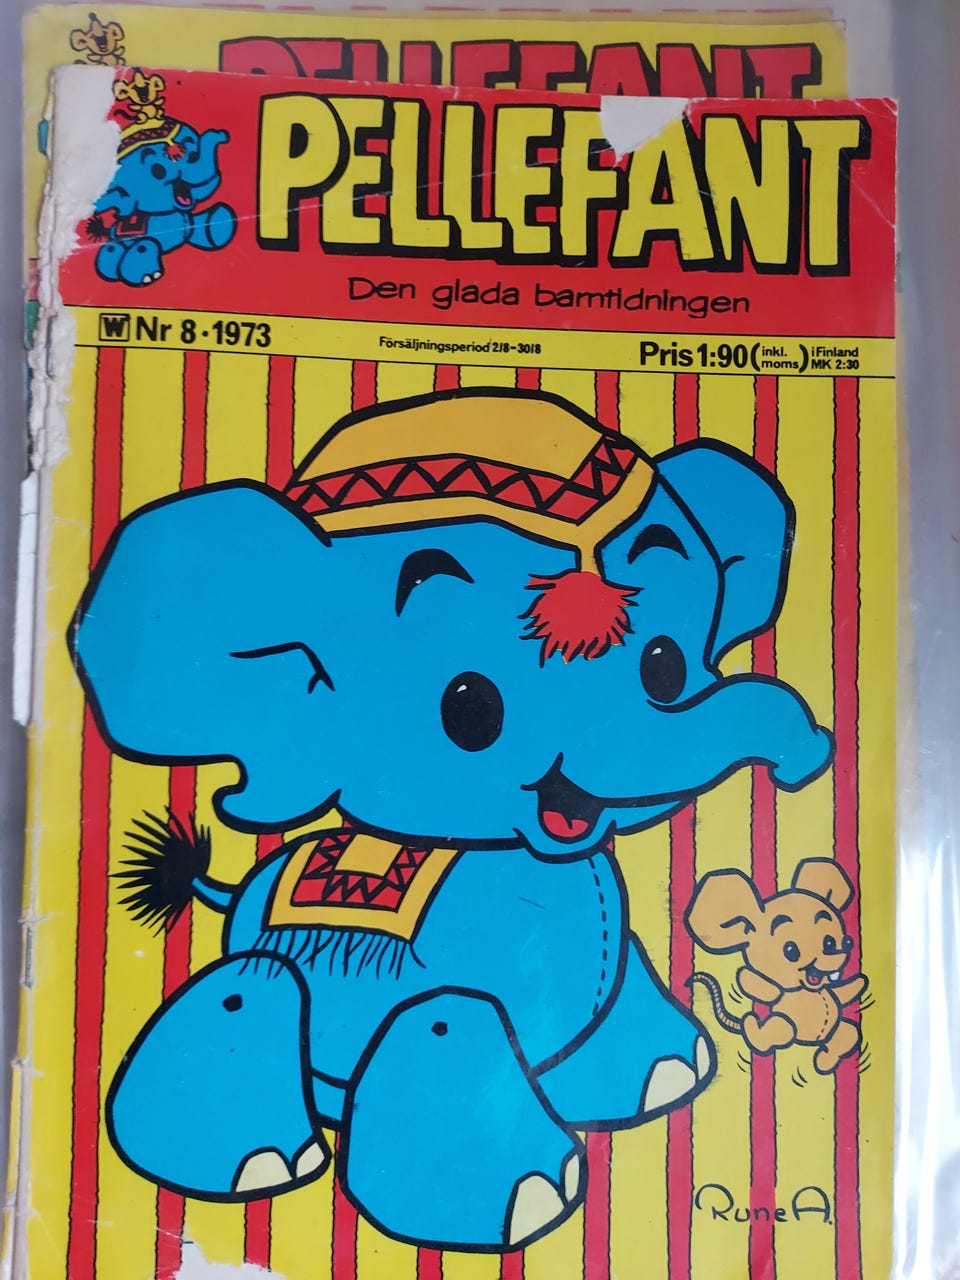 PELLEFANT
PELLEFANT
Den glada barntidningen
W Nr 8 · 1973
Försäljningsperiod 2/8-30/8
Pris 1:90 (inkl. moms) i Finland MK 2:30
Rune A.